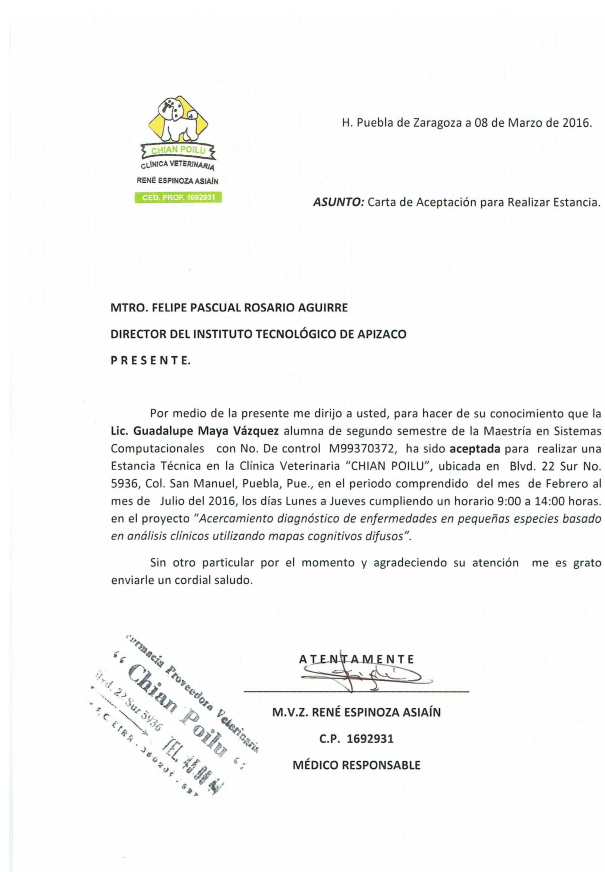 CHIAN POILU
CLÍNICA VETERINARIA
RENÉ ESPINOZA ASIAÍN
CED. PROF. 1692931
H. Puebla de Zaragoza a 08 de Marzo de 2016.
ASUNTO: Carta de Aceptación para Realizar Estancia.
MTRO. FELIPE PASCUAL ROSARIO AGUIRRE
DIRECTOR DEL INSTITUTO TECNOLÓGICO DE APIZACO
P R E S E N T E.
Por medio de la presente me dirijo a usted, para hacer de su conocimiento que la
Lic. Guadalupe Maya Vázquez alumna de segundo semestre de la Maestría en Sistemas
Computacionales con No. De control M99370372, ha sido aceptada para realizar una
Estancia Técnica en la Clínica Veterinaria “CHIAN POILU”, ubicada en Blvd. 22 Sur No.
5936, Col. San Manuel, Puebla, Pue., en el periodo comprendido del mes de Febrero al
mes de Julio del 2016, los días Lunes a Jueves cumpliendo un horario 9:00 a 14:00 horas.
en el proyecto “Acercamiento diagnóstico de enfermedades en pequeñas especies basado
en análisis clínicos utilizando mapas cognitivos difusos”.
Sin otro particular por el momento y agradeciendo su atención me es grato
enviarle un cordial saludo.
A T E N T A M E N T E
M.V.Z. RENÉ ESPINOZA ASIAÍN
C.P. 1692931
MÉDICO RESPONSABLE
Farmacia Proveedora Veterinaria
“ Chian Poilu “
Blvd. 22 Sur 5936 TEL.